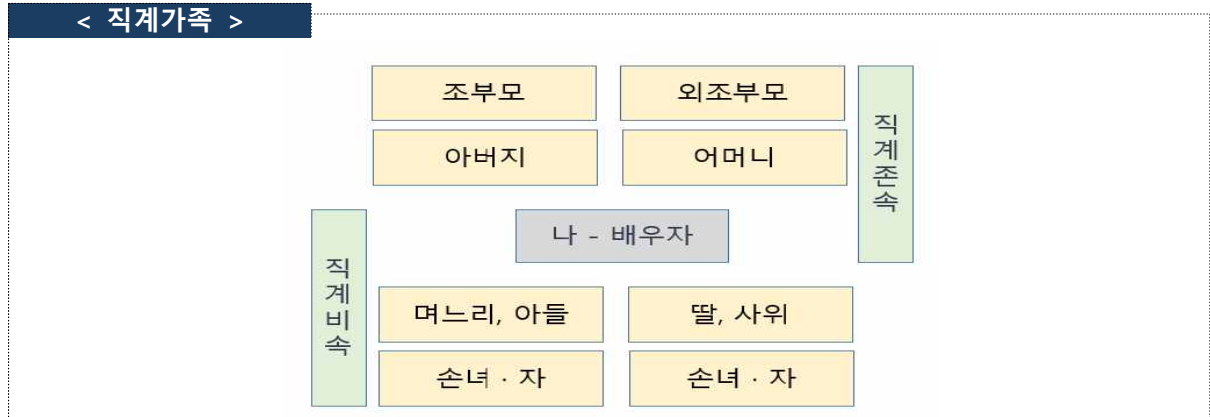 < 직계가족 >
조부모
외조부모
직계존속
아버지
어머니
나 - 배우자
직계비속
며느리, 아들
딸, 사위
손녀 · 자
손녀 · 자